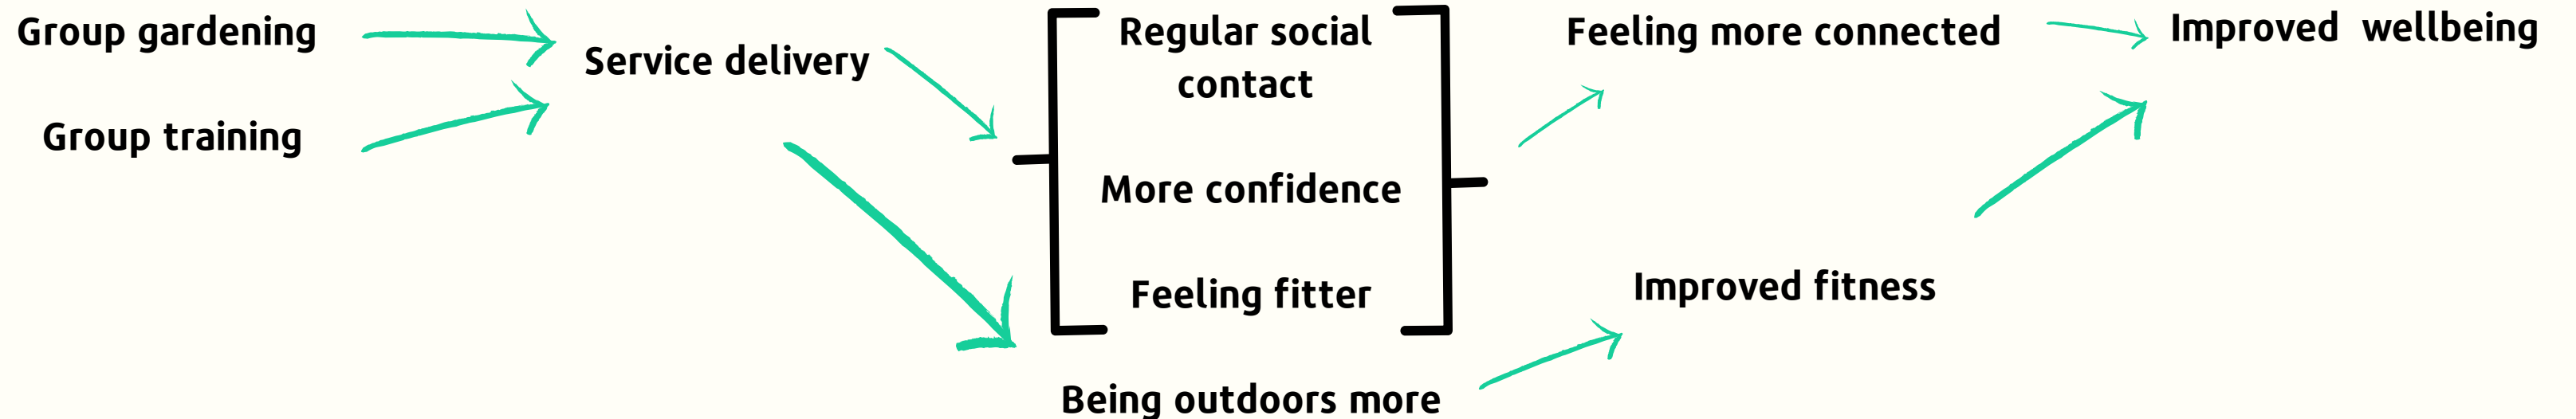 Group gardening
Group training
Service delivery
Regular social
contact
More confidence
Feeling fitter
Being outdoors more
Feeling more connected
Improved fitness
Improved  wellbeing